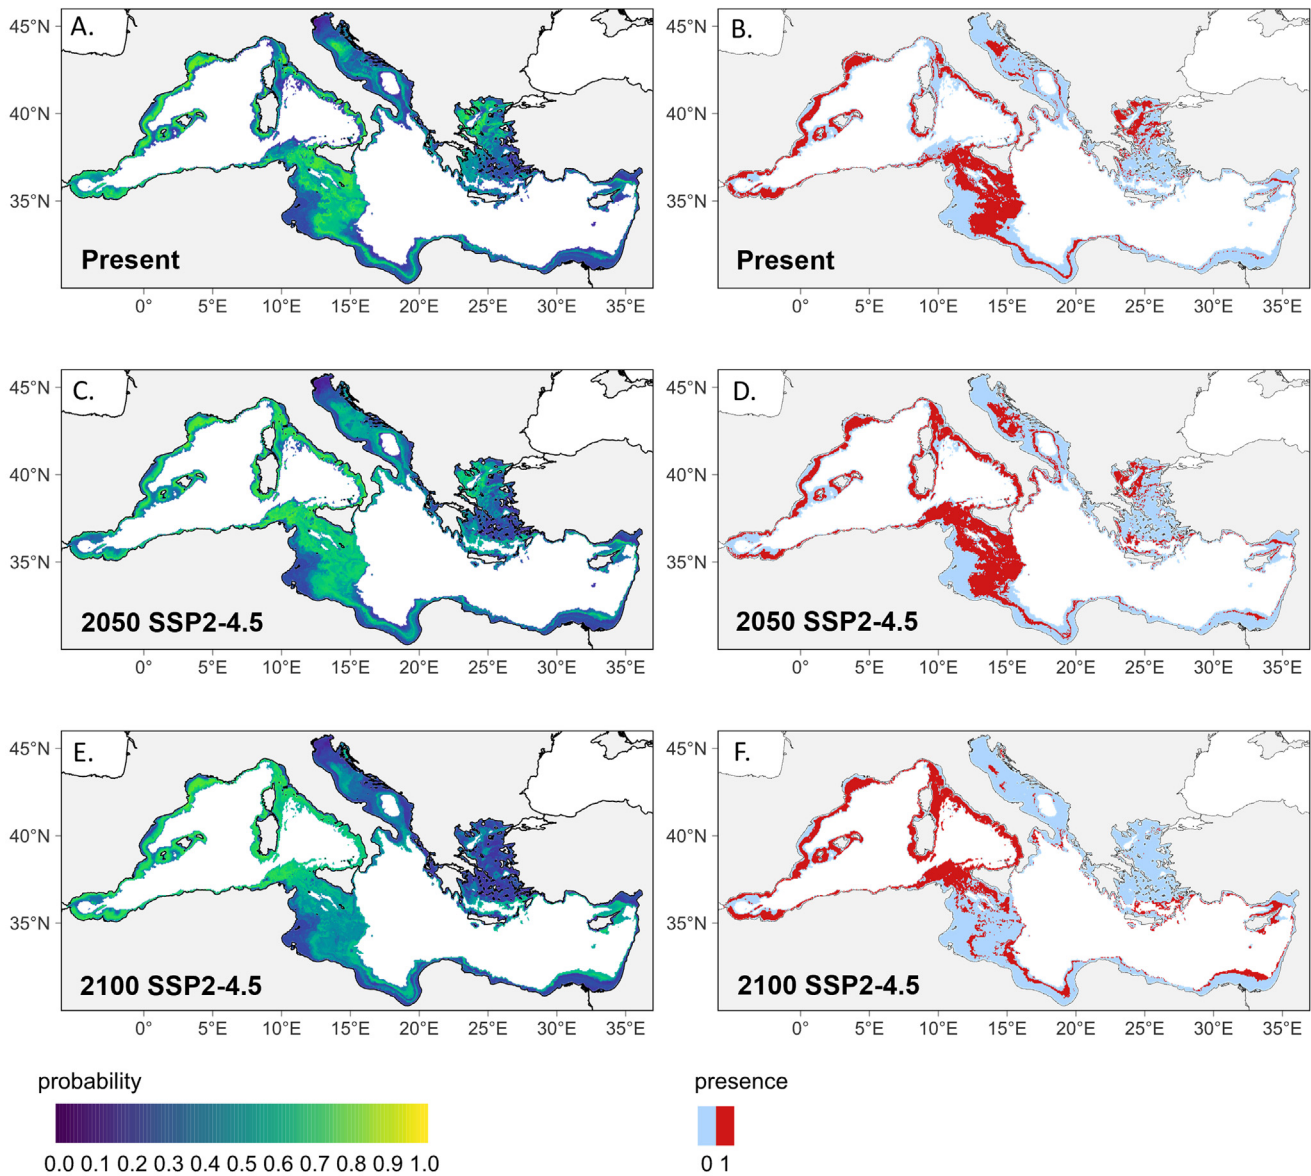 A.
45°N
40°N
35°N
Present
0° 5°E 10°E 15°E 20°E 25°E 30°E 35°E
B.
45°N
40°N
35°N
Present
0° 5°E 10°E 15°E 20°E 25°E 30°E 35°E
C.
45°N
40°N
35°N
2050 SSP2-4.5
0° 5°E 10°E 15°E 20°E 25°E 30°E 35°E
D.
45°N
40°N
35°N
2050 SSP2-4.5
0° 5°E 10°E 15°E 20°E 25°E 30°E 35°E
E.
45°N
40°N
35°N
2100 SSP2-4.5
0° 5°E 10°E 15°E 20°E 25°E 30°E 35°E
F.
45°N
40°N
35°N
2100 SSP2-4.5
0° 5°E 10°E 15°E 20°E 25°E 30°E 35°E
probability
0.0 0.1 0.2 0.3 0.4 0.5 0.6 0.7 0.8 0.9 1.0
presence
0 1